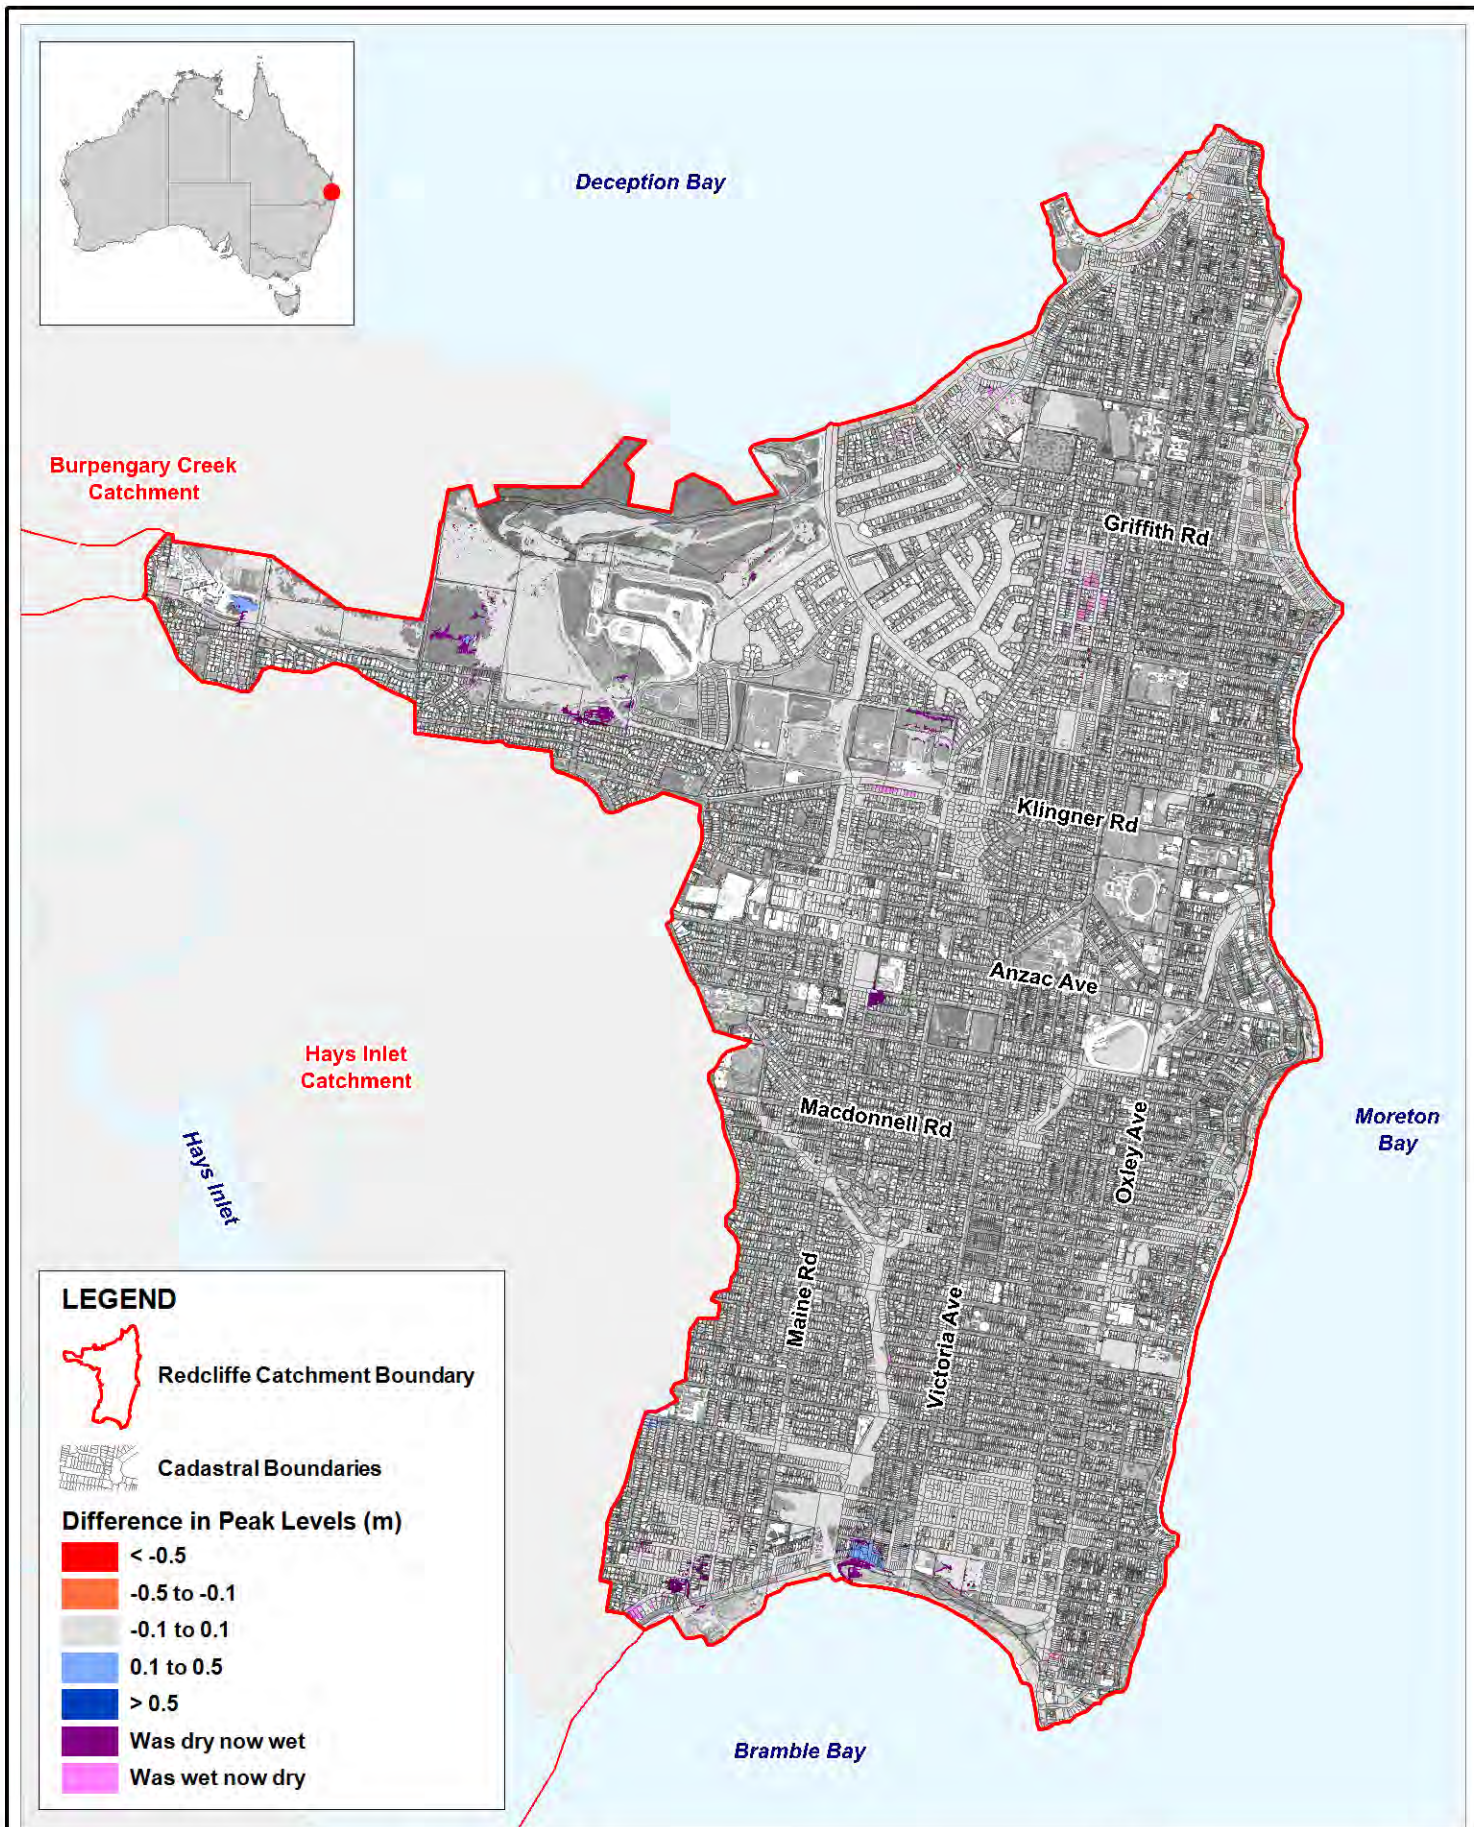 Deception Bay
Burpengary Creek
Catchment
Griffith Rd
Klingner Rd
Anzac Ave
Hays Inlet
Catchment
Macdonnell Rd
Oxley Ave
Moreton
Bay
Hays Inlet
Maine Rd
Victoria Ave
LEGEND
Redcliffe Catchment Boundary
Cadastral Boundaries
Difference in Peak Levels (m)
< -0.5
-0.5 to -0.1
-0.1 to 0.1
0.1 to 0.5
> 0.5
Was dry now wet
Was wet now dry
Bramble Bay